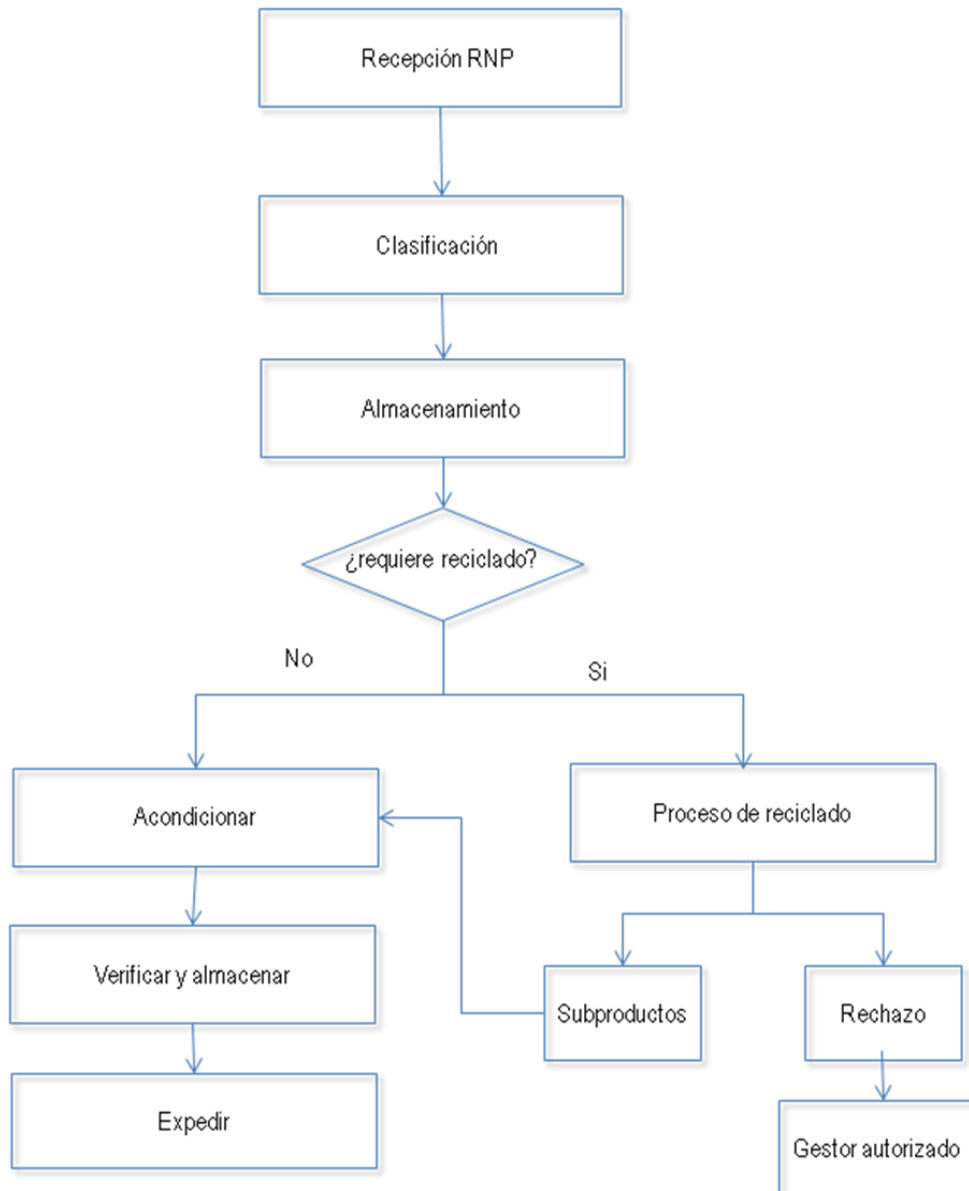 Recepción RNP
Clasificación
Almacenamiento
¿requiere reciclado?
No
Si
Acondicionar
Proceso de reciclado
Verificar y almacenar
Subproductos
Rechazo
Expedir
Gestor autorizado